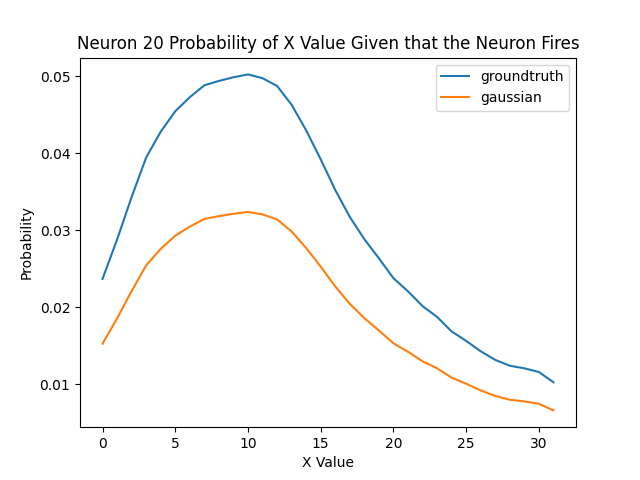 Neuron 20 Probability of X Value Given that the Neuron Fires
groundtruth
gaussian
Probability
0.05
0.04
0.03
0.02
0.01
0 5 10 15 20 25 30
X Value